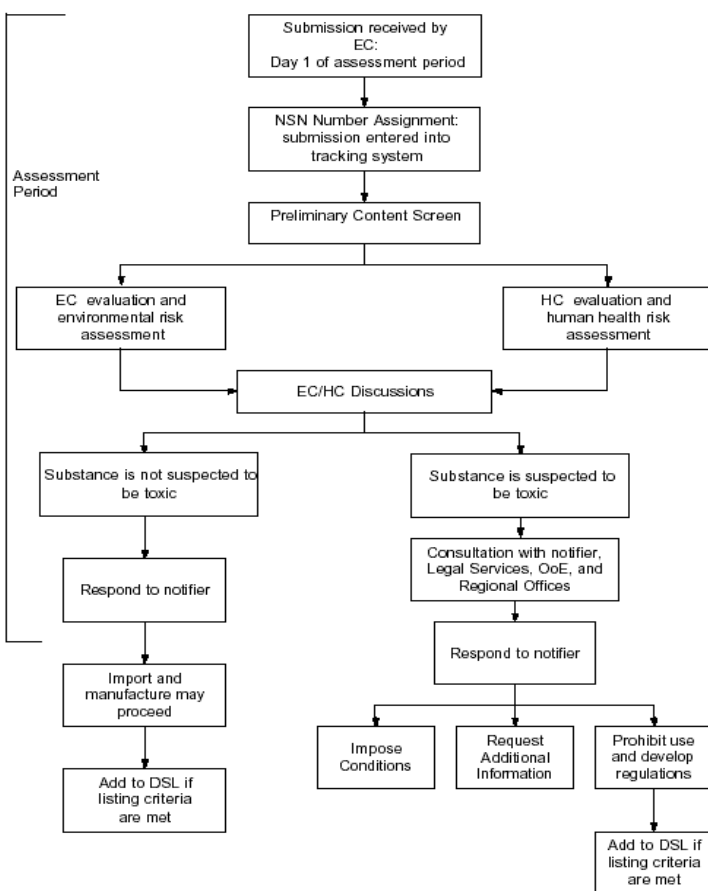 Submission received by
EC:
Day 1 of assessment period
NSN Number Assignment:
submission entered into
tracking system
Assessment
Period
Preliminary Content Screen
EC evaluation and
environmental risk
assessment
HC evaluation and
human health risk
assessment
EC/HC Discussions
Substance is not suspected to
be toxic
Substance is suspected to
be toxic
Consultation with notifier,
Legal Services, OoE, and
Regional Offices
Respond to notifier
Respond to notifier
Import and
manufacture may
proceed
Impose
Conditions
Request
Additional
Information
Prohibit use
and develop
regulations
Add to DSL if
listing criteria
are met
Add to DSL if
listing criteria
are met